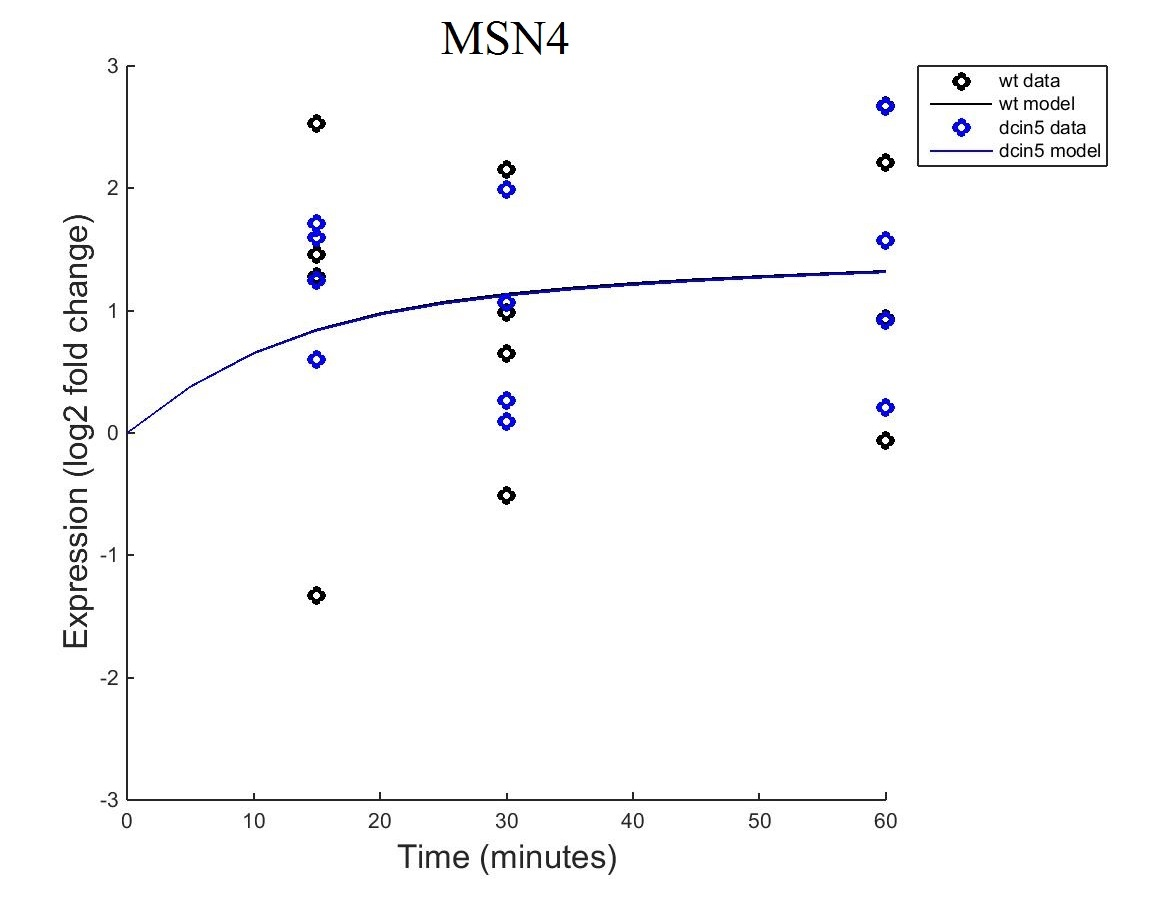 MSN4
wt data
wt model
dcin5 data
dcin5 model
Expression (log2 fold change)
3
2
1
0
-1
-2
-3
0 10 20 30 40 50 60
Time (minutes)